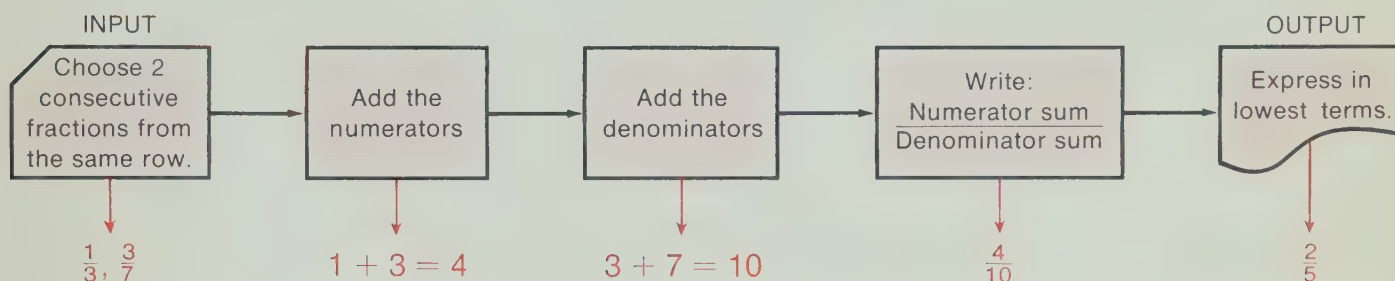 INPUT
Choose 2
consecutive
fractions from
the same row.
1/3, 3/7
Add the
numerators
1 + 3 = 4
Add the
denominators
3 + 7 = 10
Write:
Numerator sum
Denominator sum
4/10
OUTPUT
Express in
lowest terms.
2/5